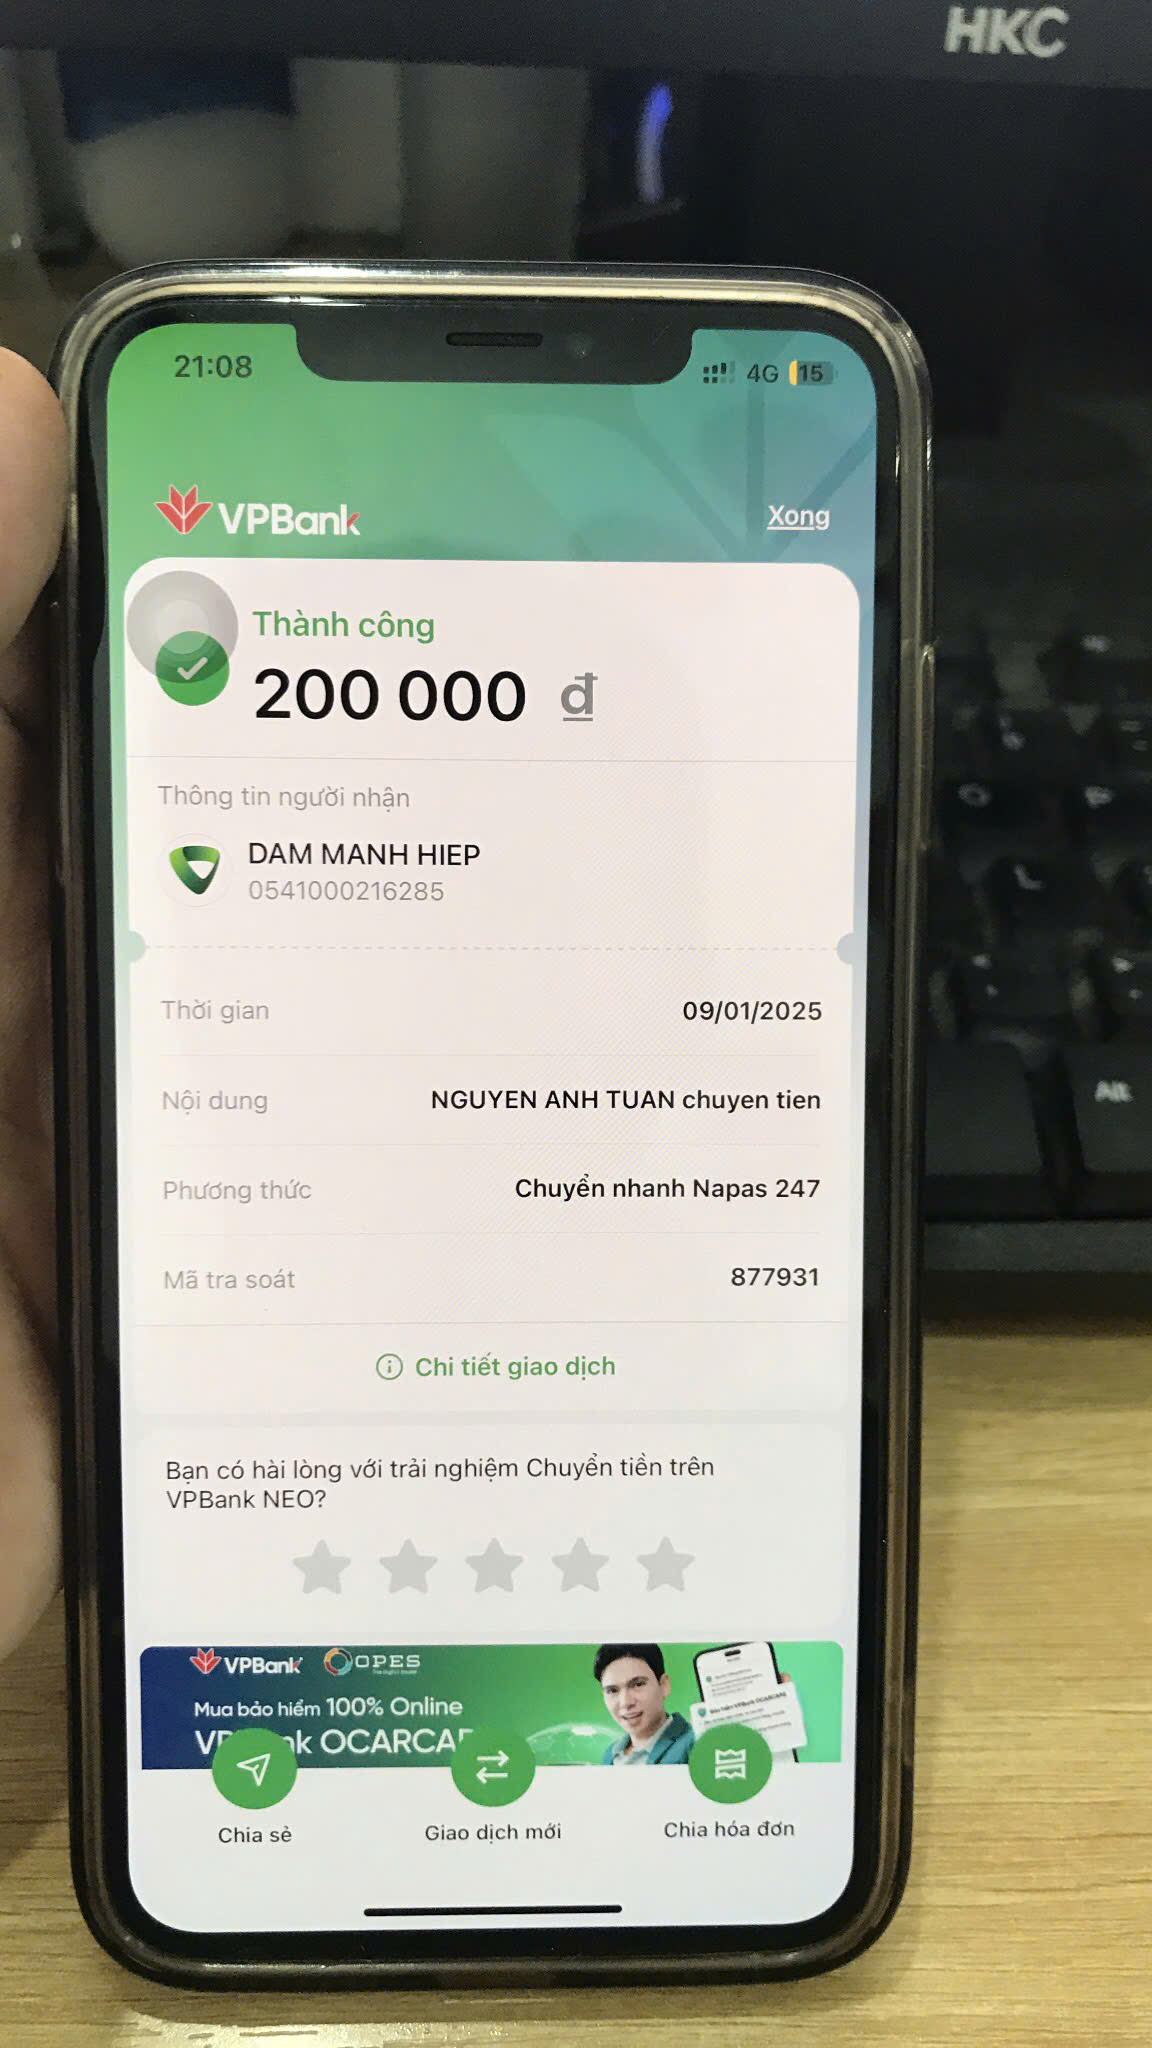 HKC
21:08
4G 15
VPBank
Xong
Thành công
200 000 đ
Thông tin người nhận
DAM MANH HIEP
0541000216285
Thời gian 09/01/2025
Nội dung NGUYEN ANH TUAN chuyen tien
Phương thức Chuyển nhanh Napas 247
Mã tra soát 877931
Chi tiết giao dịch
Bạn có hài lòng với trải nghiệm Chuyển tiền trên
VPBank NEO?
VPBank OPES
Mua bảo hiểm 100% Online
OCARCAR
Chia sẻ
Giao dịch mới
Chia hóa đơn
Alt